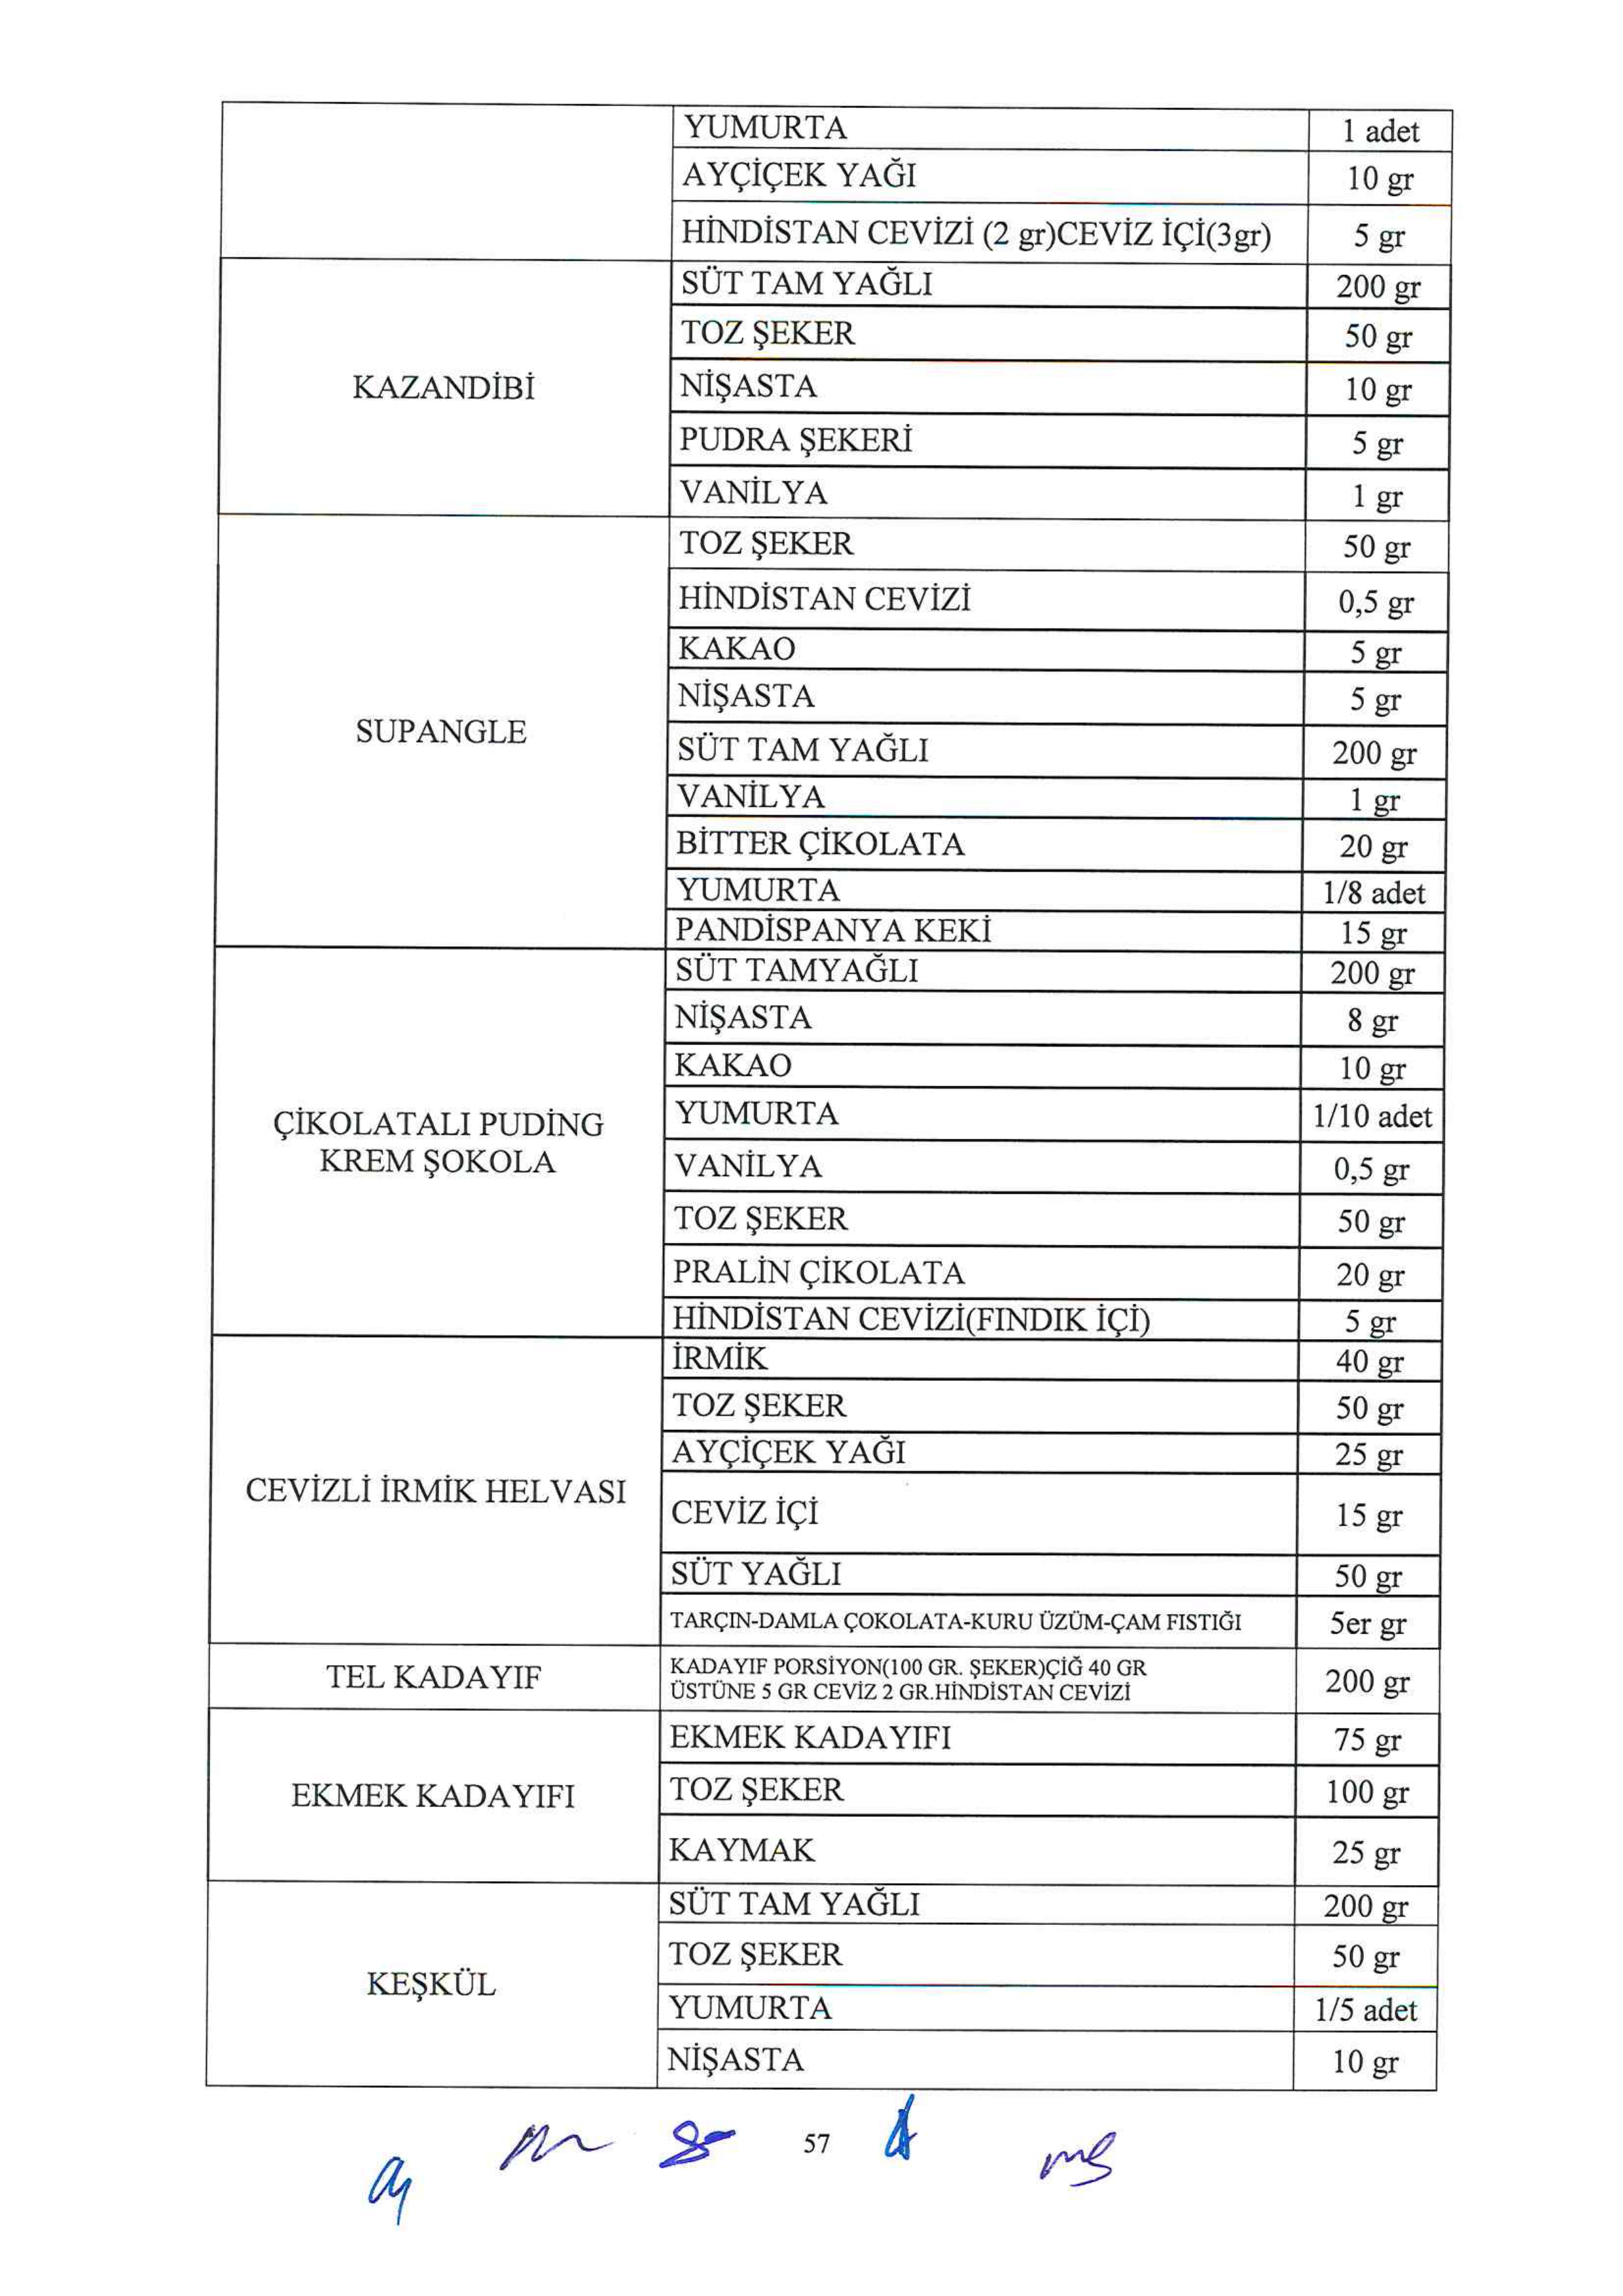 YUMURTA 1 adet
AYÇİÇEK YAĞI 10 gr
HİNDİSTAN CEVİZİ (2 gr)CEVİZ İÇİ(3gr) 5 gr
KAZANDİBİ
SÜT TAM YAĞLI 200 gr
TOZ ŞEKER 50 gr
NİŞASTA 10 gr
PUDRA ŞEKERİ 5 gr
VANİLYA 1 gr
SUPANGLE
TOZ ŞEKER 50 gr
HİNDİSTAN CEVİZİ 0,5 gr
KAKAO 5 gr
NİŞASTA 5 gr
SÜT TAM YAĞLI 200 gr
VANİLYA 1 gr
BİTTER ÇİKOLATA 20 gr
YUMURTA 1/8 adet
PANDİSPANYA KEKİ 15 gr
ÇİKOLATALI PUDİNG
KREM ŞOKOLA
SÜT TAMYAĞLI 200 gr
NİŞASTA 8 gr
KAKAO 10 gr
YUMURTA 1/10 adet
VANİLYA 0,5 gr
TOZ ŞEKER 50 gr
PRALİN ÇİKOLATA 20 gr
HİNDİSTAN CEVİZİ(FINDIK İÇİ) 5 gr
CEVİZLİ İRMİK HELVASI
İRMİK 40 gr
TOZ ŞEKER 50 gr
AYÇİÇEK YAĞI 25 gr
CEVİZ İÇİ 15 gr
SÜT YAĞLI 50 gr
TARÇIN-DAMLA ÇOKOLATA-KURU ÜZÜM-ÇAM FISTIĞI 5er gr
TEL KADAYIF
KADAYIF PORSİYON(100 GR. ŞEKER)ÇİĞ 40 GR
ÜSTÜNE 5 GR CEVİZ 2 GR.HİNDİSTAN CEVİZİ 200 gr
EKMEK KADAYIFI
EKMEK KADAYIFI 75 gr
TOZ ŞEKER 100 gr
KAYMAK 25 gr
KEŞKÜL
SÜT TAM YAĞLI 200 gr
TOZ ŞEKER 50 gr
YUMURTA 1/5 adet
NİŞASTA 10 gr
57